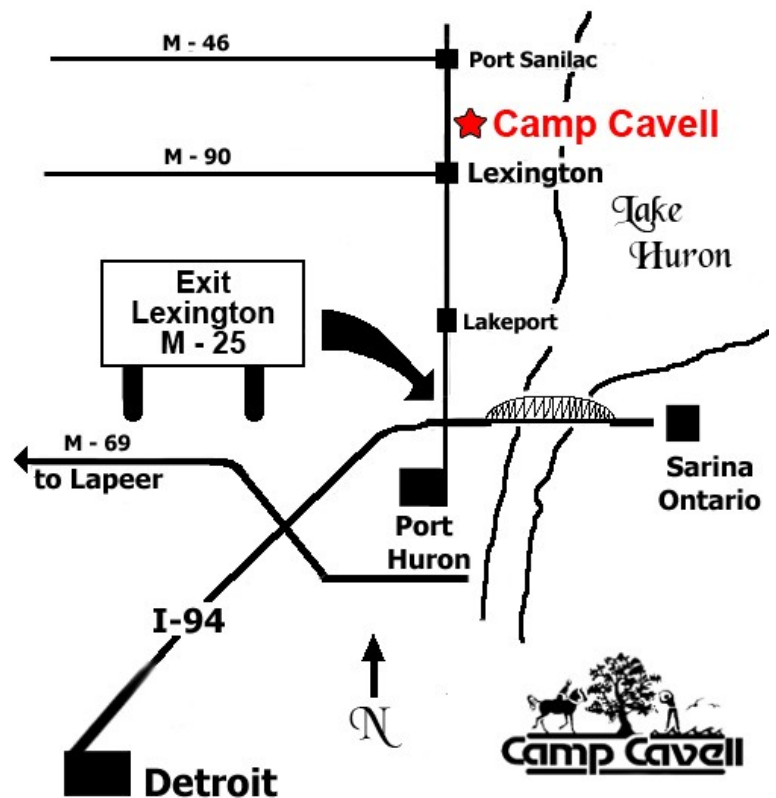 M - 46
Port Sanilac
Camp Cavell
M - 90
Lexington
Lake
Huron
Exit
Lexington
M - 25
Lakeport
M - 69
to Lapeer
Sarina
Ontario
Port
Huron
I-94
N
Detroit
Camp Cavell